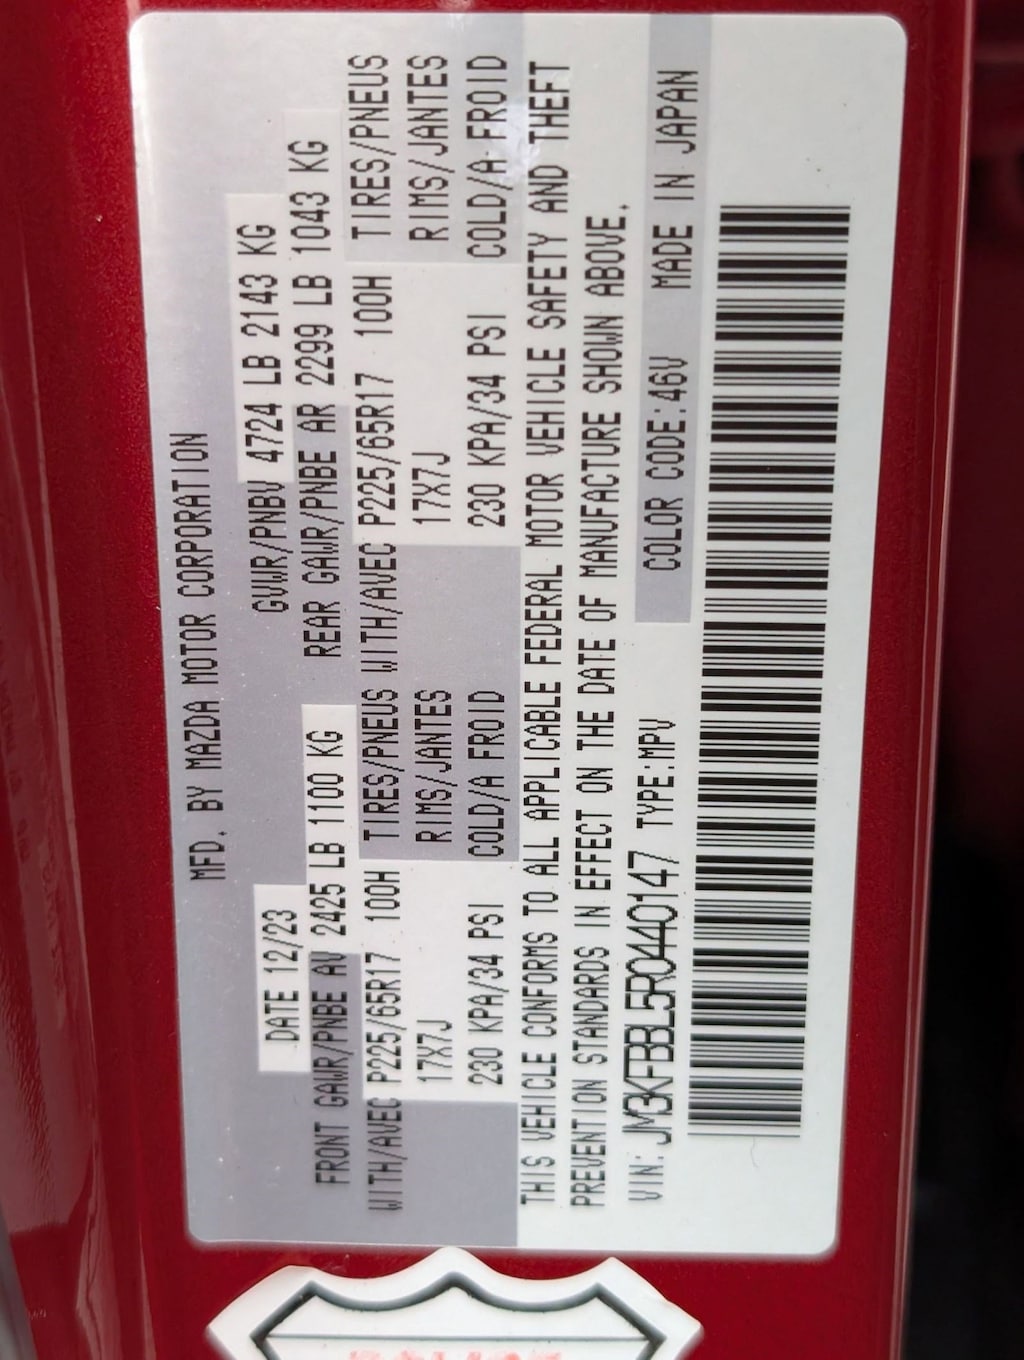 MFD. BY MAZDA MOTOR CORPORATION
DATE 12/23 GVWR/PNBV 4724 LB 2143 KG
FRONT GAWR/PNBE AV 2425 LB 1100 KG REAR GAWR/PNBE AR 2299 LB 1043 KG
WITH/AVEC P225/65R17 100H TIRES/PNEUS WITH/AVEC P225/65R17 100H TIRES/PNEUS
17X7J RIMS/JANTES 17X7J RIMS/JANTES
230 KPA/34 PSI COLD/A FROID 230 KPA/34 PSI COLD/A FROID
THIS VEHICLE CONFORMS TO ALL APPLICABLE FEDERAL MOTOR VEHICLE SAFETY AND THEFT
PREVENTION STANDARDS IN EFFECT ON THE DATE OF MANUFACTURE SHOWN ABOVE.
VIN: JM3KFBBL5R0440147 TYPE:MPV COLOR CODE:46V MADE IN JAPAN